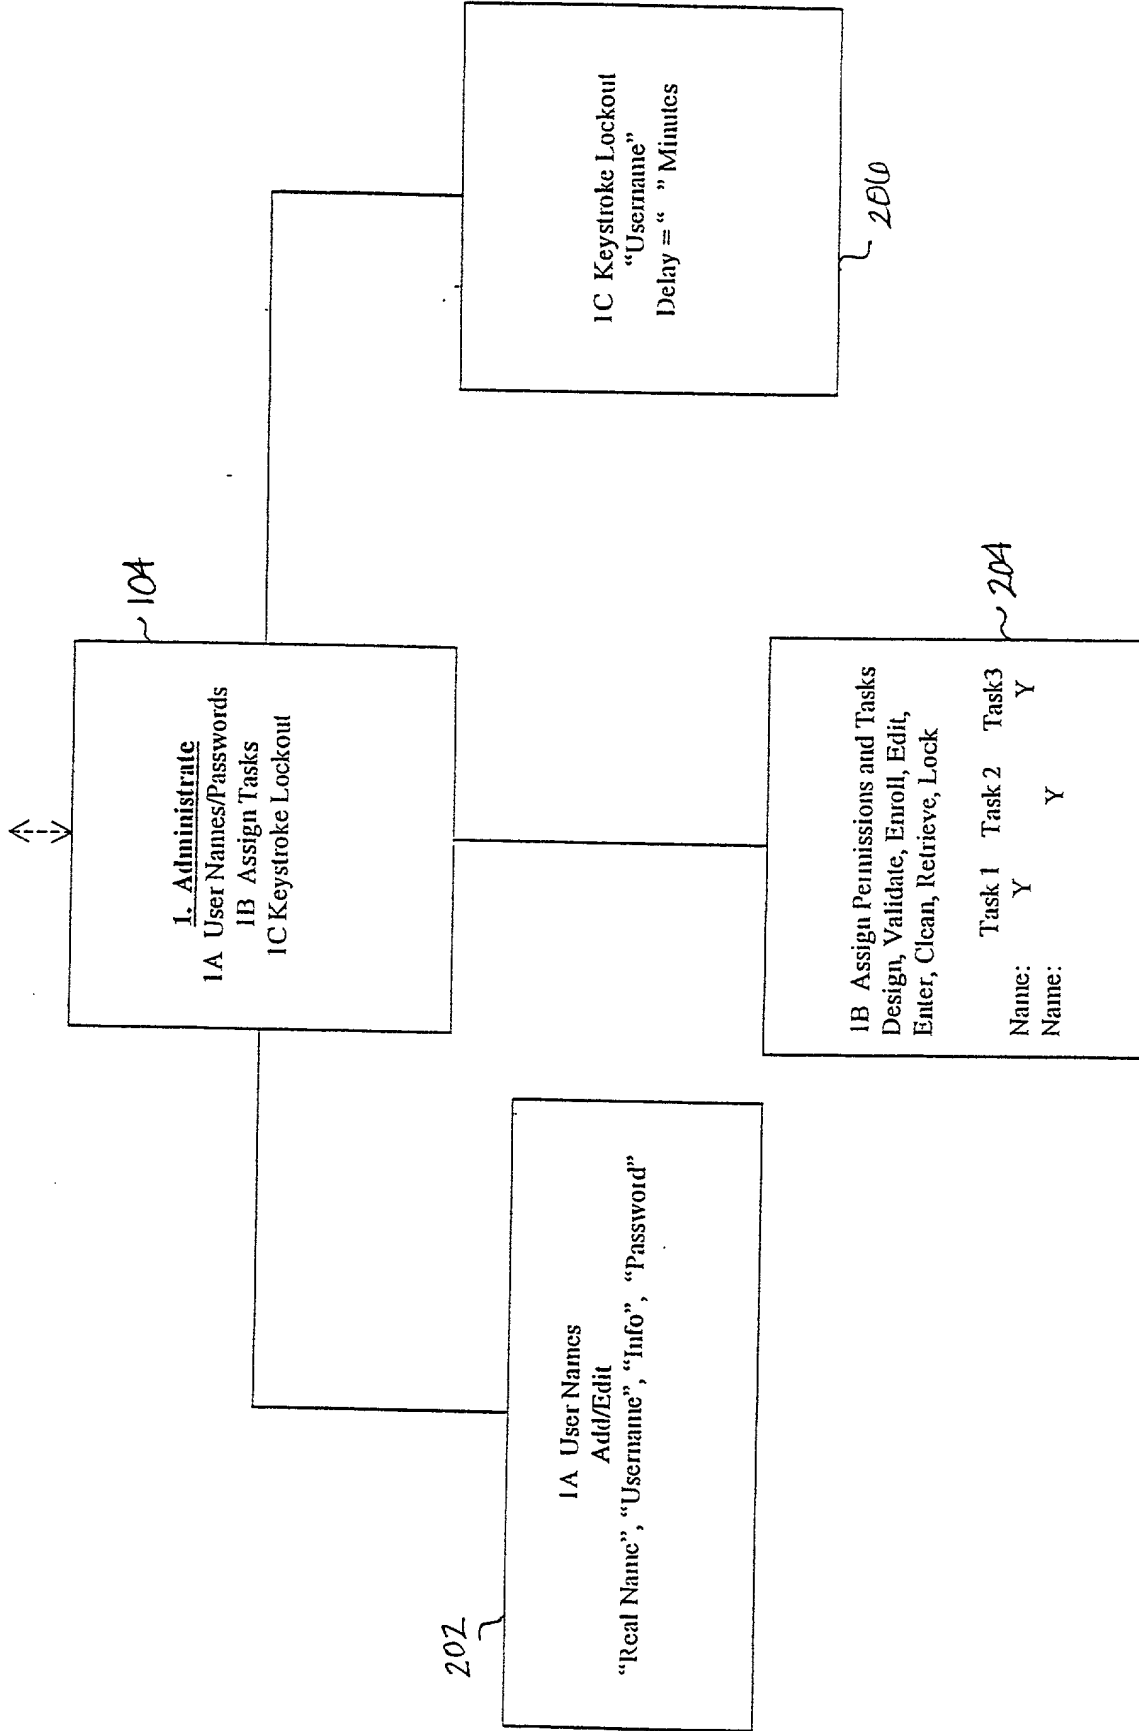 104
1. Administrate
1A User Names/Passwords
1B Assign Tasks
1C Keystroke Lockout
202
1A User Names
Add/Edit
“Real Name”, “Username”, “Info”, “Password”
204
1B Assign Permissions and Tasks
Design, Validate, Enroll, Edit,
Enter, Clean, Retrieve, Lock
Task 1 Task 2 Task3
Name: Y Y
Name: Y
206
1C Keystroke Lockout
“Username”
Delay = “ ” Minutes